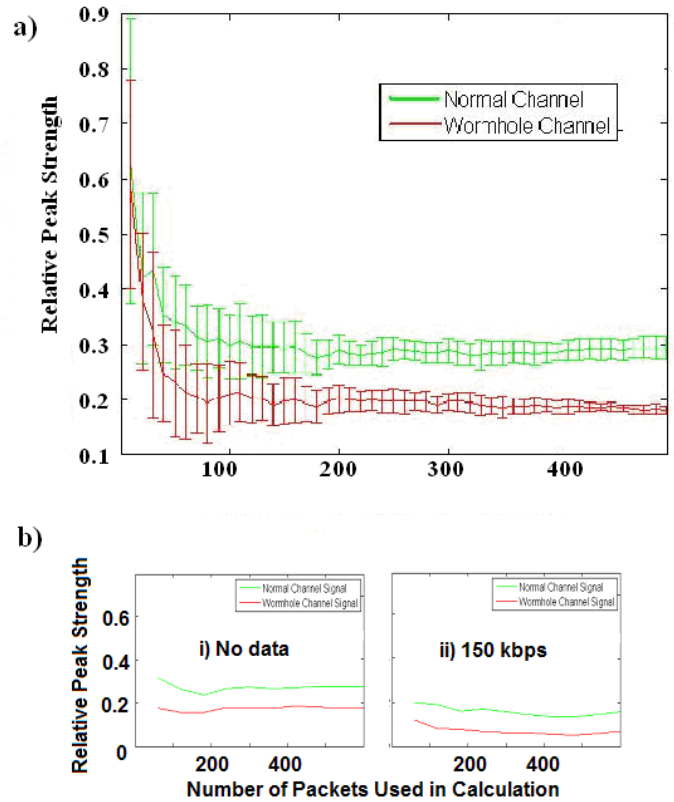 a)
0.9
0.8
0.7
0.6
0.5
0.4
0.3
0.2
0.1
Relative Peak Strength
Normal Channel
Wormhole Channel
100 200 300 400
b)
Relative Peak Strength
0.6
0.4
0.2
0
Normal Channel Signal
Wormhole Channel Signal
i) No data
200 400
Normal Channel Signal
Wormhole Channel Signal
ii) 150 kbps
200 400
Number of Packets Used in Calculation